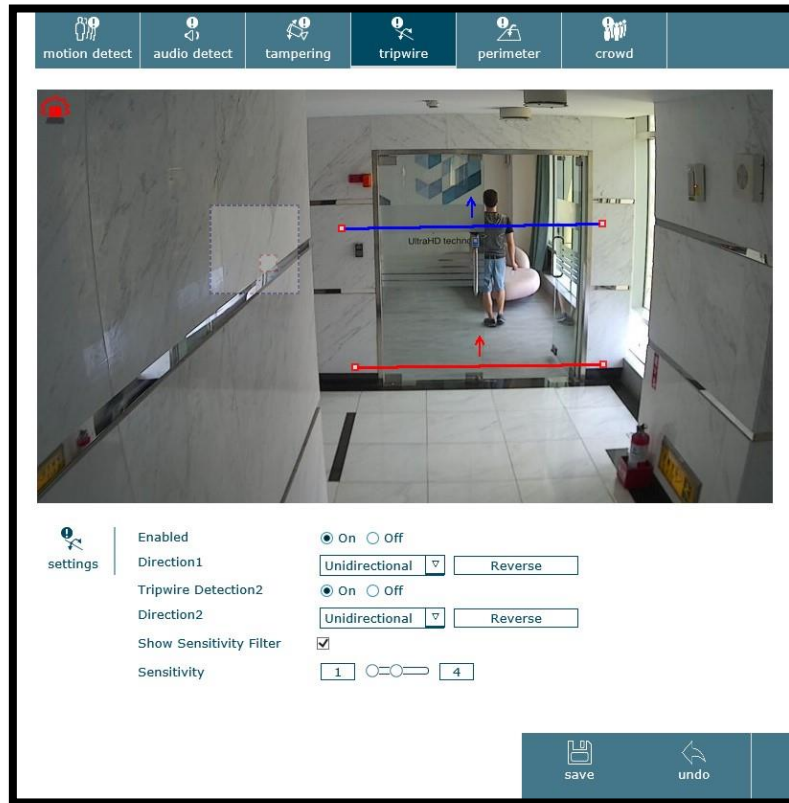 motion detect
audio detect
tampering
tripwire
perimeter
crowd
UltraHD techno
settings
Enabled
On
Off
Direction1
Unidirectional
Reverse
Tripwire Detection2
On
Off
Direction2
Unidirectional
Reverse
Show Sensitivity Filter
Sensitivity
1
4
save
undo